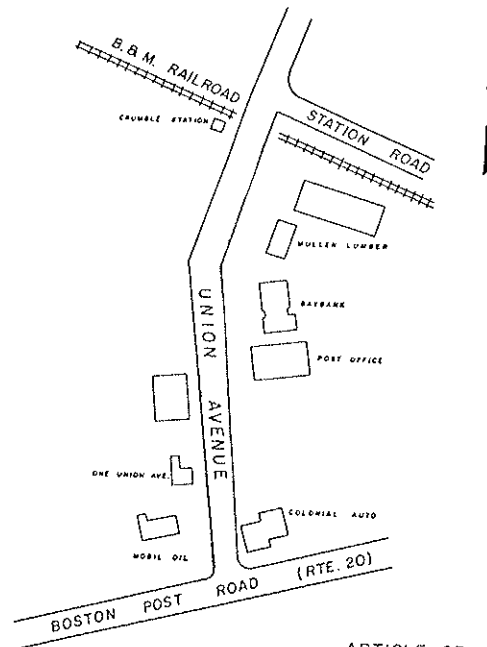 B. & M. RAILROAD
CRUMBLE STATION
STATION ROAD
MULLEN LUMBER
BAYBANK
POST OFFICE
UNION AVENUE
ONE UNION AVE.
COLONIAL AUTO
MOBIL OIL
BOSTON POST ROAD (RTE. 20)